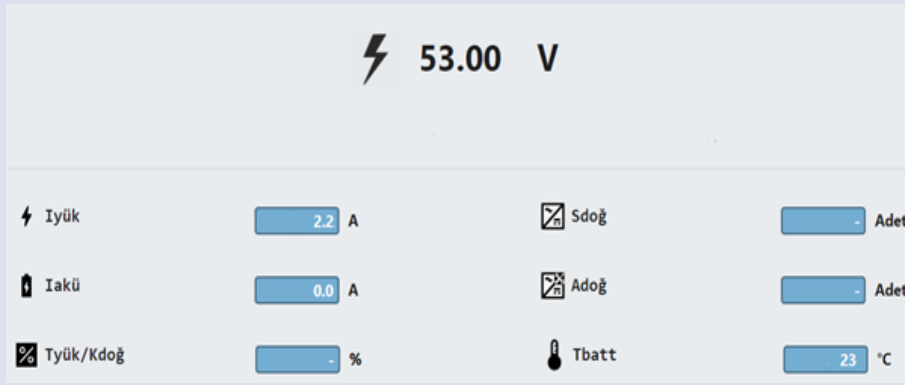 53.00 V
Iyük 2.2 A Sdoğ - Adet
Iakü 0.0 A Adoğ - Adet
Tyük/Kdoğ - % Tbatt 23 °C